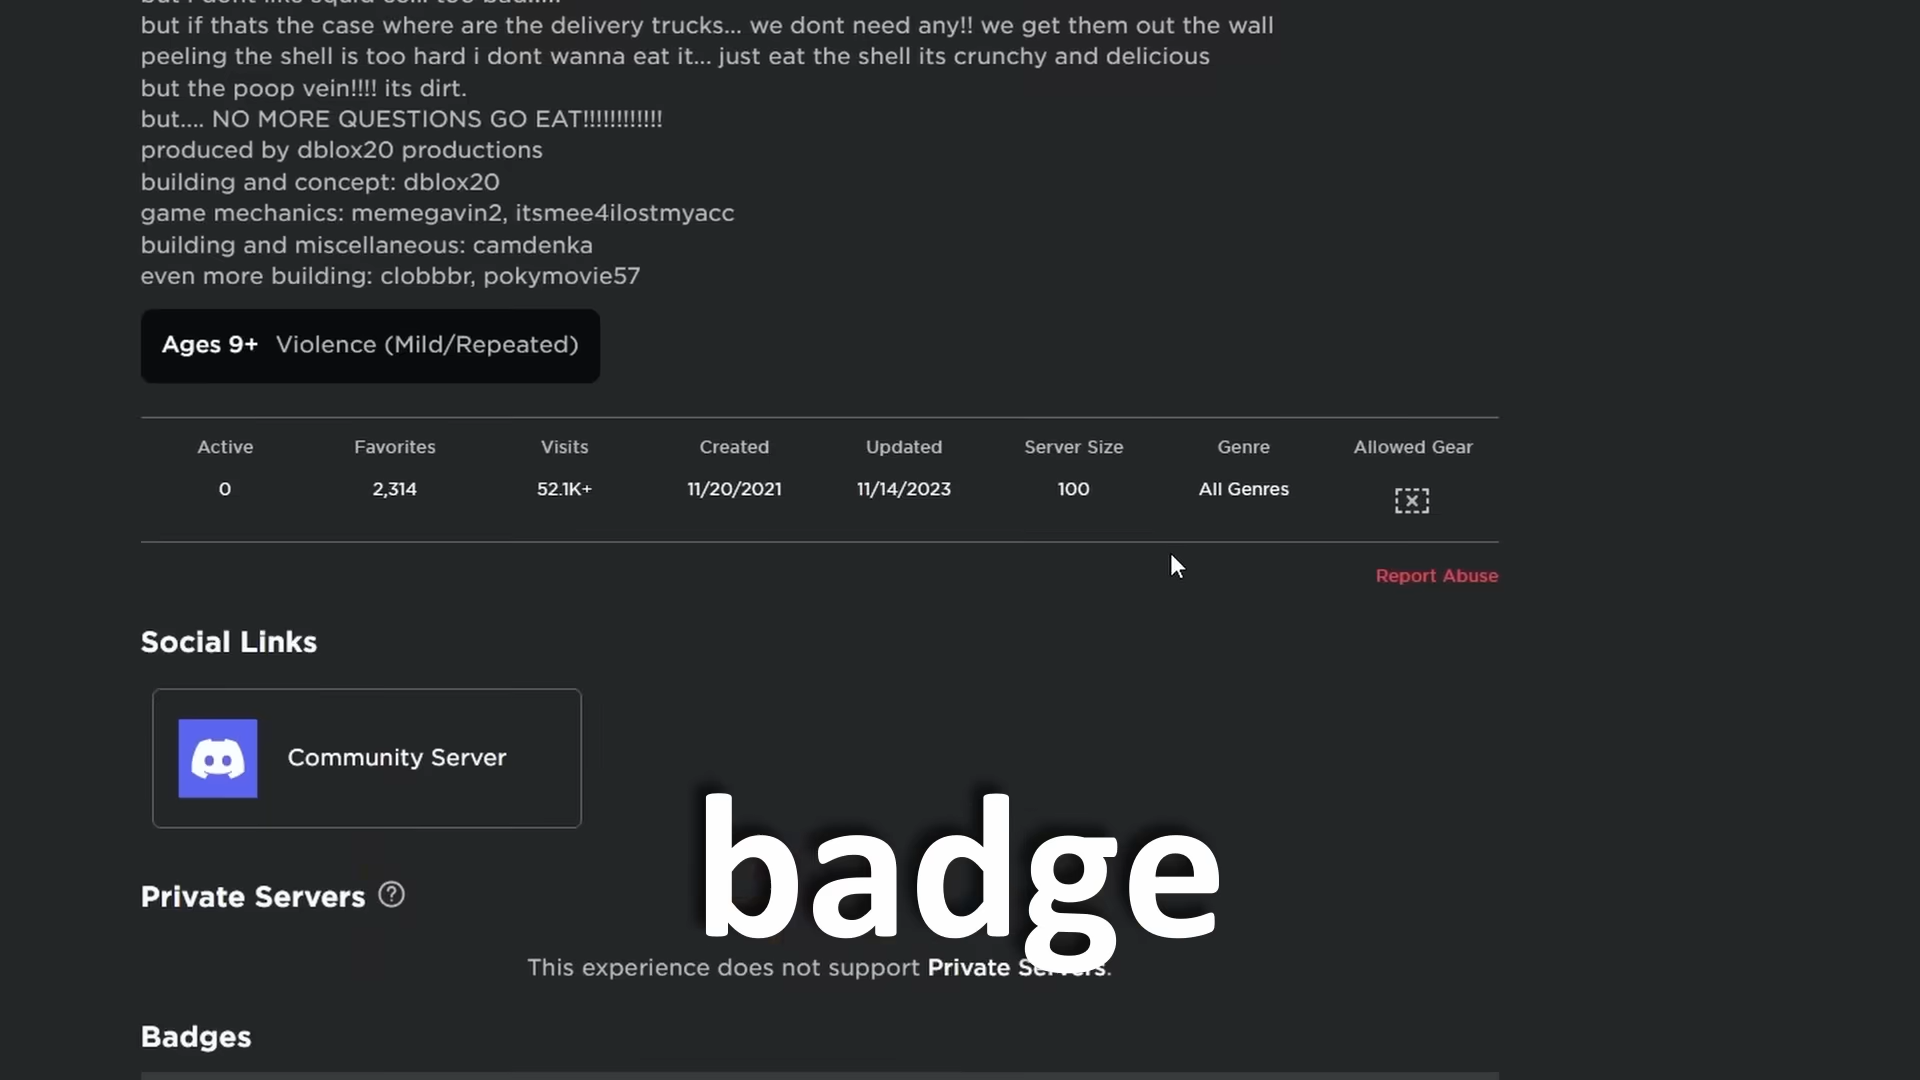 but if thats the case where are the delivery trucks... we dont need any!! we get them out the wall
peeling the shell is too hard i dont wanna eat it... just eat the shell its crunchy and delicious
but the poop vein!!!! its dirt.
but.... NO MORE QUESTIONS GO EAT!!!!!!!!!!!!
produced by dblox20 productions
building and concept: dblox20
game mechanics: memegavin2, itsmee4ilostmyacc
building and miscellaneous: camdenka
even more building: clobbbr, pokymovie57
Ages 9+ Violence (Mild/Repeated)
Active Favorites Visits Created Updated Server Size Genre Allowed Gear
0 2,314 52.1K+ 11/20/2021 11/14/2023 100 All Genres
Report Abuse
Social Links
Community Server
badge
Private Servers
This experience does not support Private Servers.
Badges